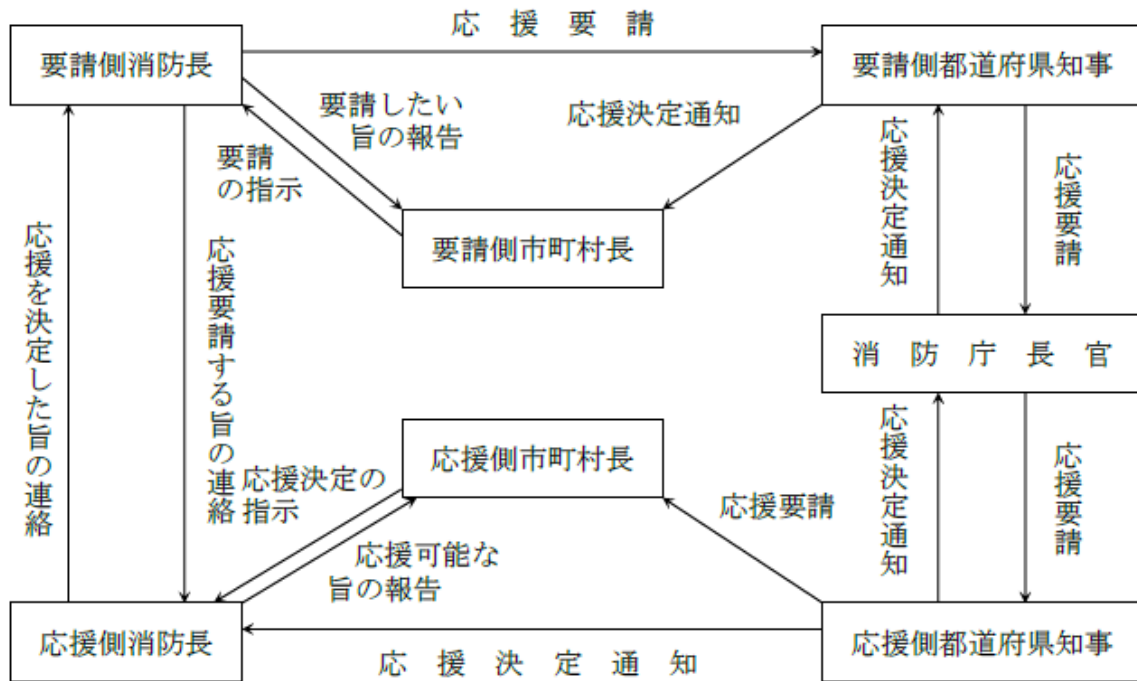 応援要請
要請側消防長
要請側都道府県知事
要請したい
旨の報告
応援決定通知
要請
の指示
応援決定通知
応援要請
要請側市町村長
応援を決定した旨の連絡
応援要請する旨の連絡
消防庁長官
応援側市町村長
応援決定の
指示
応援要請
応援決定通知
応援要請
応援可能な
旨の報告
応援側消防長
応援側都道府県知事
応援決定通知